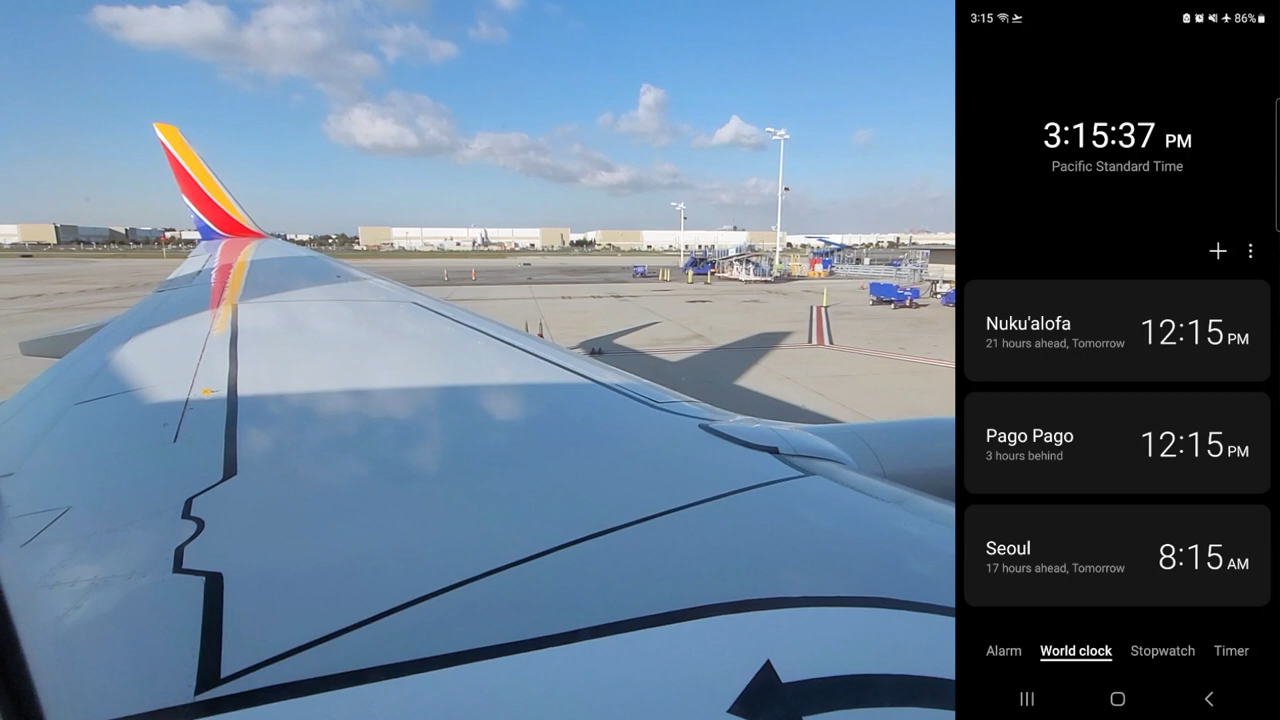 3:15
86%
3:15:37 PM
Pacific Standard Time
Nuku'alofa
21 hours ahead, Tomorrow
12:15 PM
Pago Pago
3 hours behind
12:15 PM
Seoul
17 hours ahead, Tomorrow
8:15 AM
Alarm World clock Stopwatch Timer